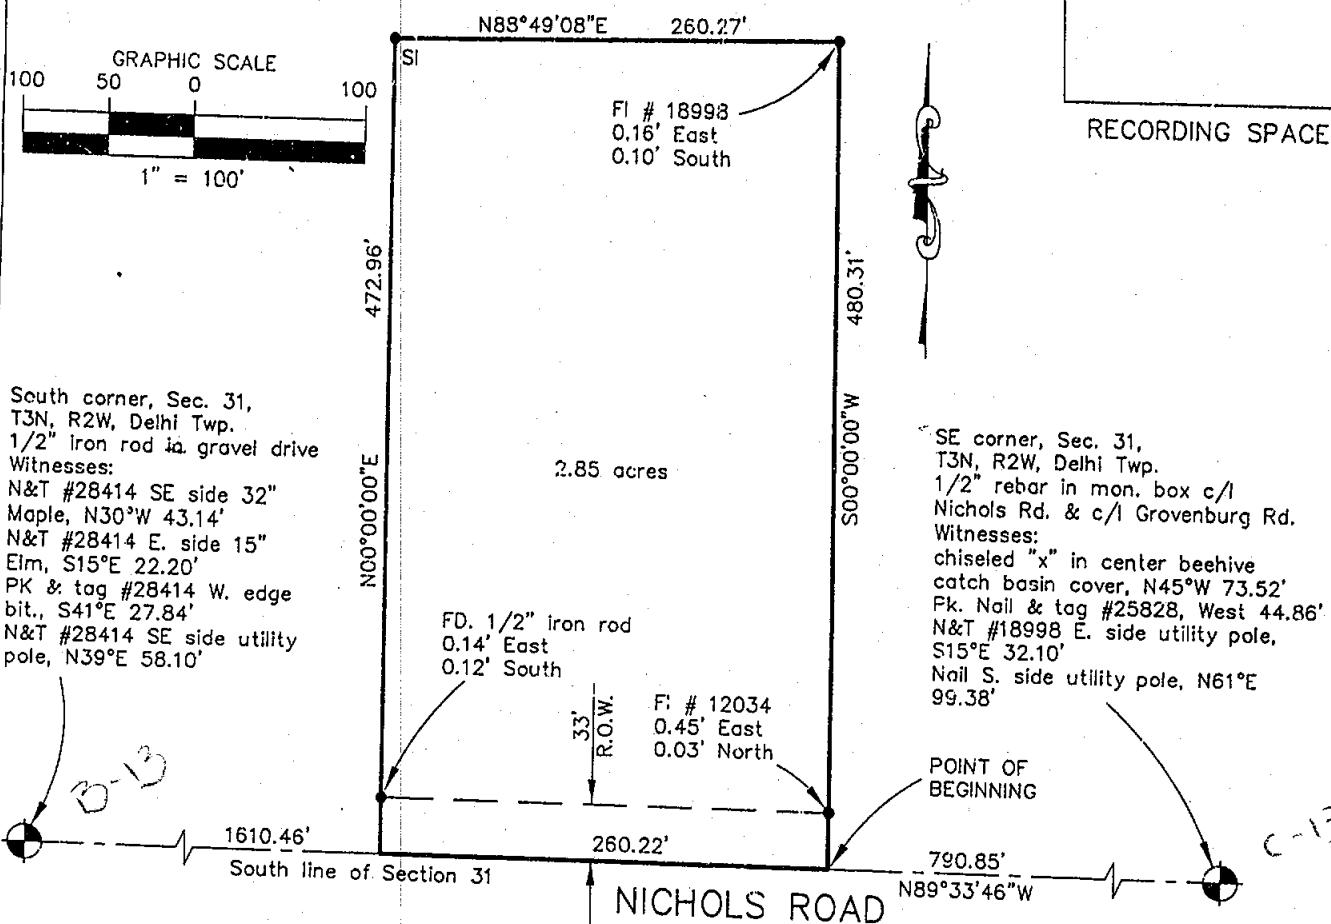 N88°49'08"E 260.27'
GRAPHIC SCALE
100 50 0 100
1" = 100'
SI
FI # 18998
0.16' East
0.10' South
RECORDING SPACE
472.96'
N00°00'00"E
480.31'
S00°00'00"W
2.85 acres
South corner, Sec. 31,
T3N, R2W, Delhi Twp.
1/2" iron rod in gravel drive
Witnesses:
N&T #28414 SE side 32"
Maple, N30°W 43.14'
N&T #28414 E. side 15"
Elm, S15°E 22.20'
PK & tag #28414 W. edge
bit., S41°E 27.84'
N&T #28414 SE side utility
pole, N39°E 58.10'
SE corner, Sec. 31,
T3N, R2W, Delhi Twp.
1/2" rebar in mon. box c/l
Nichols Rd. & c/l Grovenburg Rd.
Witnesses:
chiseled "x" in center beehive
catch basin cover, N45°W 73.52'
Pk. Nail & tag #25828, West 44.86'
N&T #18998 E. side utility pole,
S15°E 32.10'
Nail S. side utility pole, N61°E
99.38'
FD. 1/2" iron rod
0.14' East
0.12' South
33'
R.O.W.
FI # 12034
0.45' East
0.03' North
POINT OF
BEGINNING
B-13
1610.46'
South line of Section 31
260.22'
790.85'
N89°33'46"W
NICHOLS ROAD